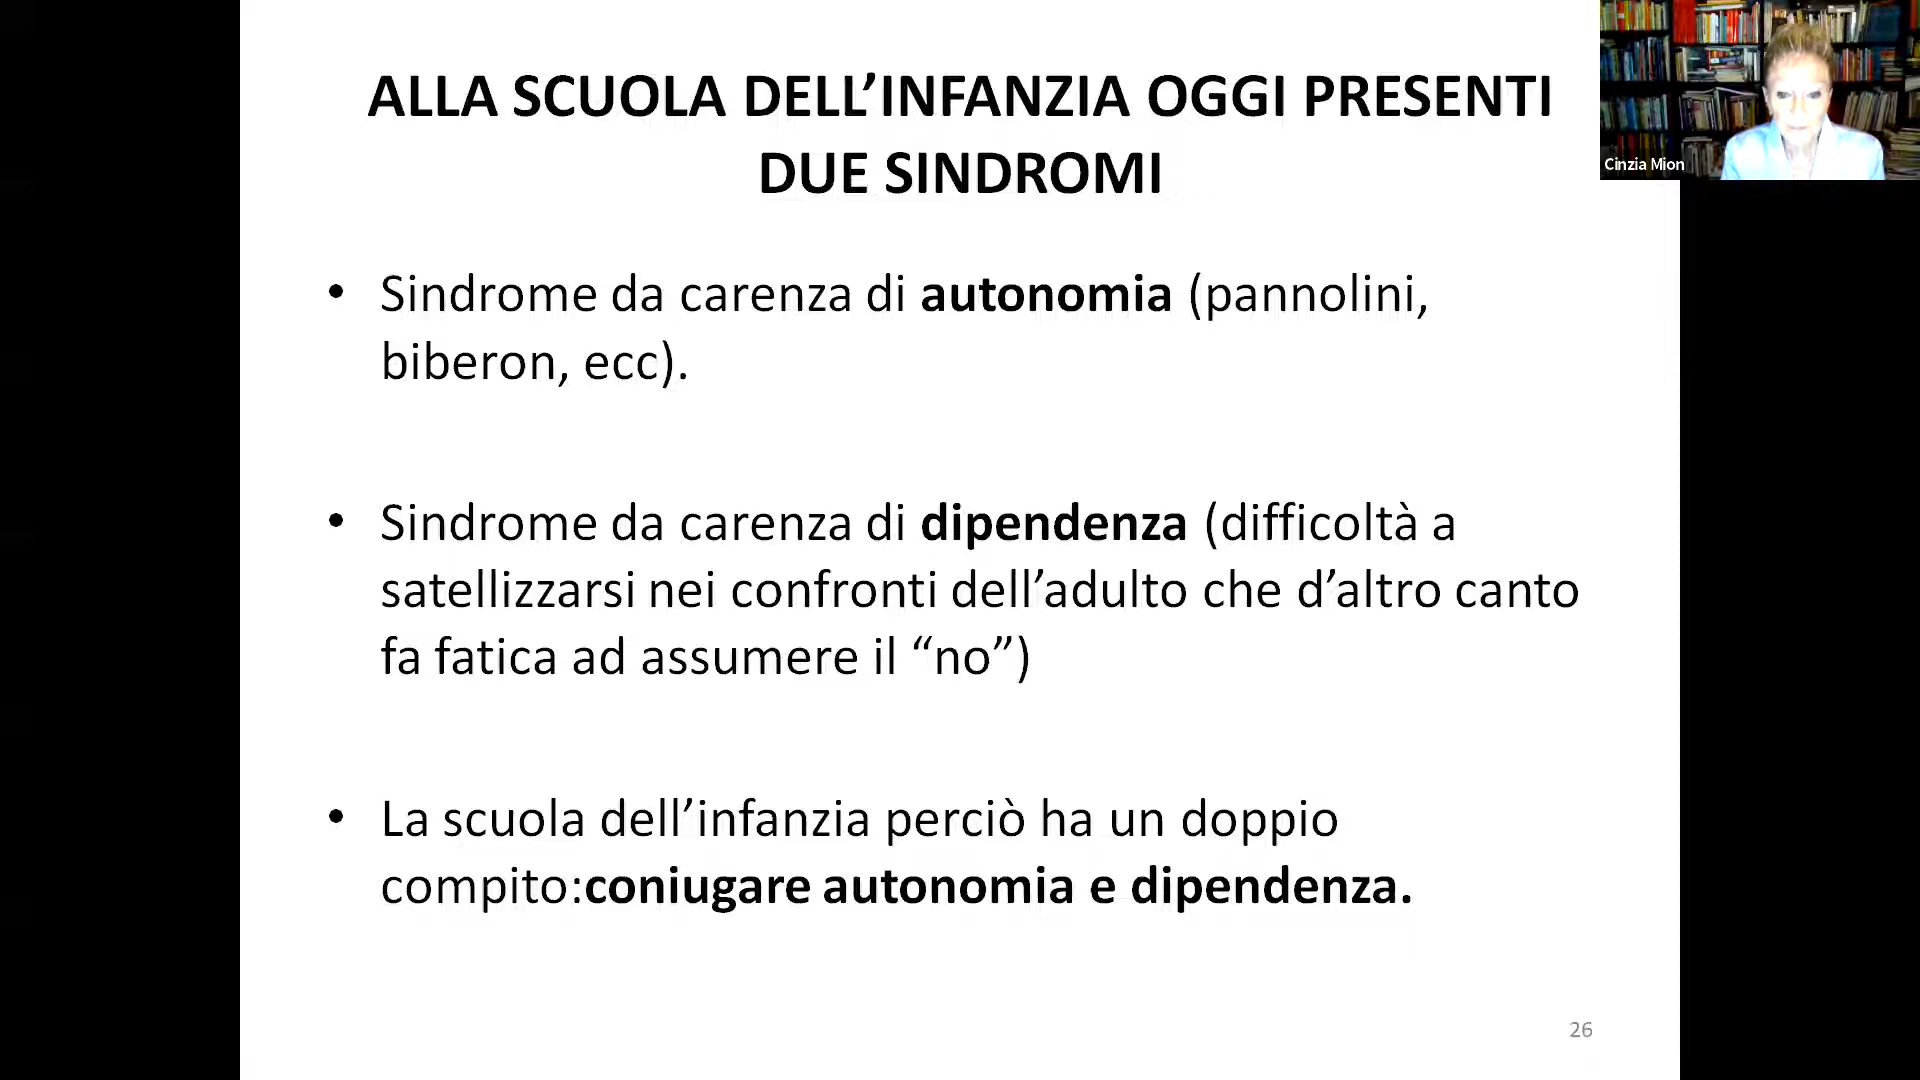 ALLA SCUOLA DELL’INFANZIA OGGI PRESENTI
DUE SINDROMI
• Sindrome da carenza di autonomia (pannolini,
biberon, ecc).
• Sindrome da carenza di dipendenza (difficoltà a
satellizzarsi nei confronti dell’adulto che d’altro canto
fa fatica ad assumere il “no”)
• La scuola dell’infanzia perciò ha un doppio
compito:coniugare autonomia e dipendenza.
26
Cinzia Mion